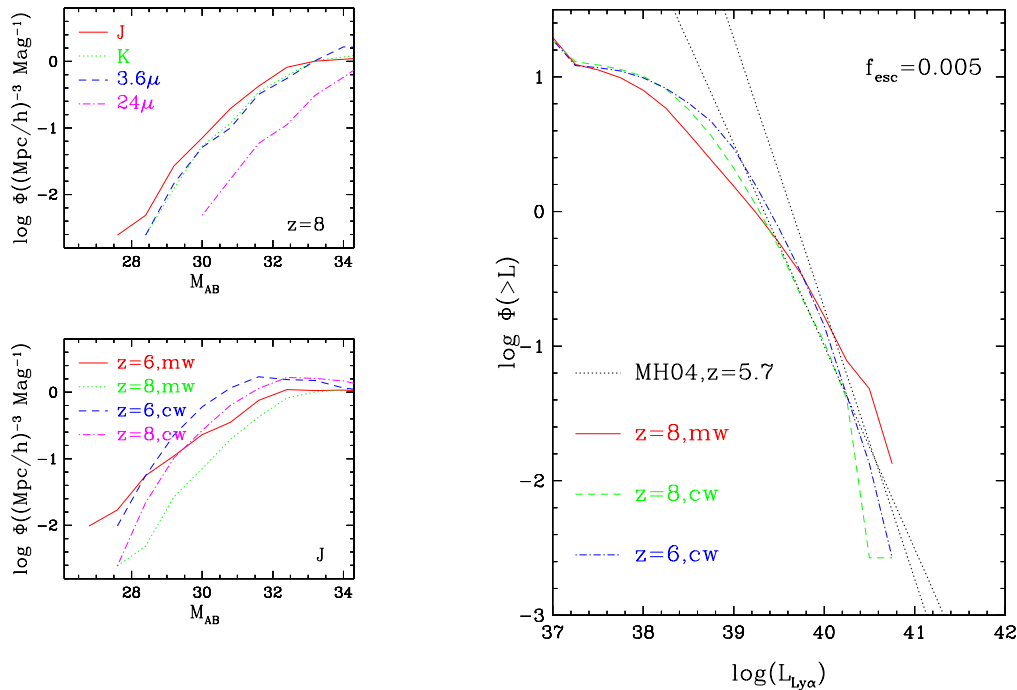 J
K
3.6μ
24μ
z=8
0
-1
-2
28 30 32 34
M_AB
log Φ((Mpc/h)⁻³ Mag⁻¹)
z=6,mw
z=8,mw
z=6,cw
z=8,cw
J
0
-1
-2
28 30 32 34
M_AB
log Φ((Mpc/h)⁻³ Mag⁻¹)
f_esc=0.005
MH04,z=5.7
z=8,mw
z=8,cw
z=6,cw
1
0
-1
-2
-3
37 38 39 40 41 42
log(L_Lyα)
log Φ(>L)